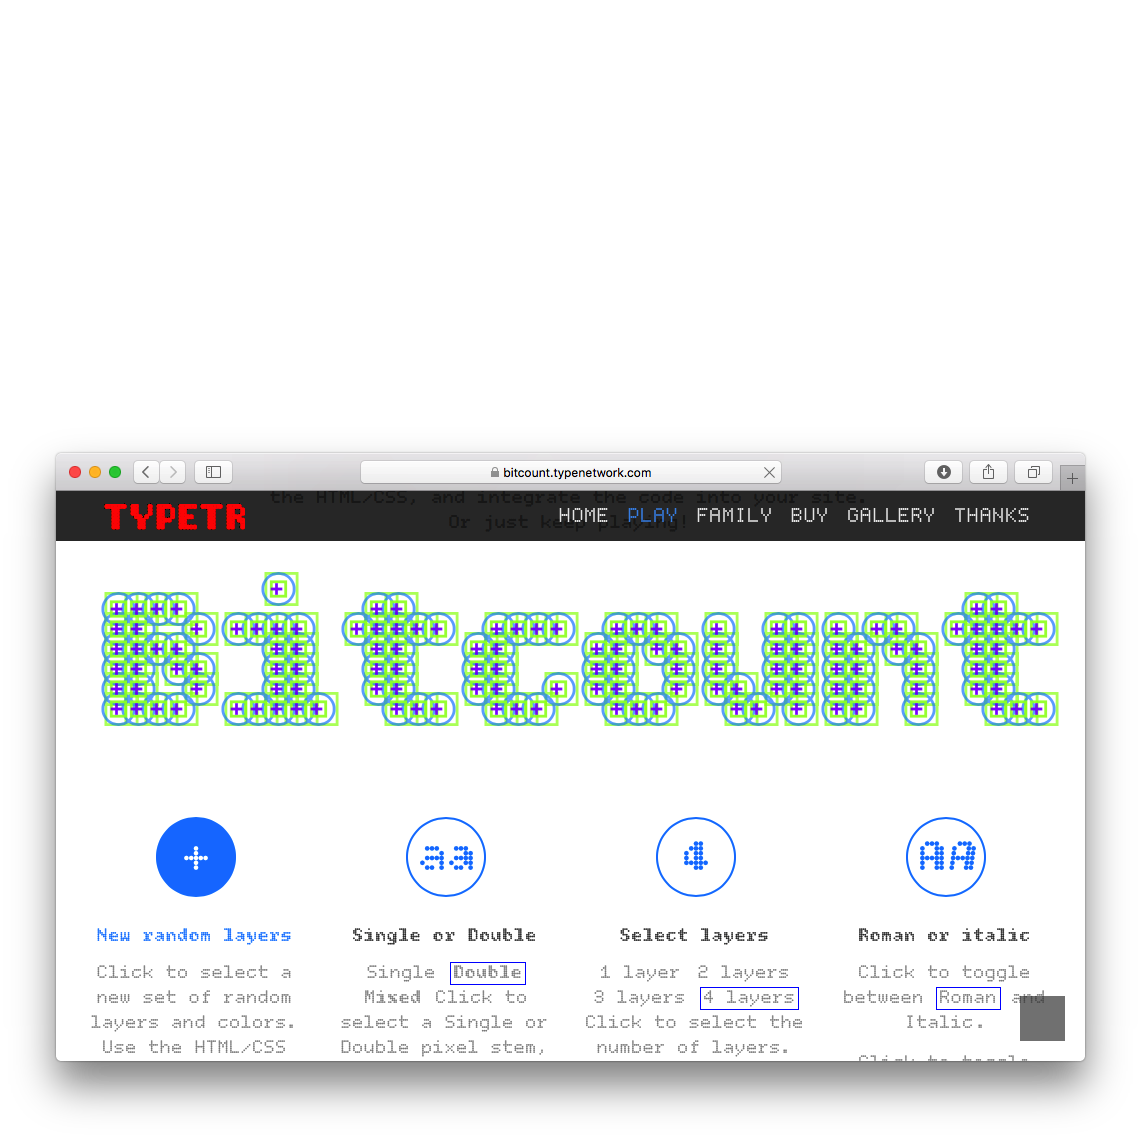 bitcount.typenetwork.com
the HTML/CSS, and integrate the code into your site.
Or just keep playing!
TYPETR
HOME PLAY FAMILY BUY GALLERY THANKS
Bitcount
+
aa
4
AA
New random layers
Click to select a
new set of random
layers and colors.
Use the HTML/CSS
Single or Double
Single Double
Mixed Click to
select a Single or
Double pixel stem,
Select layers
1 layer 2 layers
3 layers 4 layers
Click to select the
number of layers.
Roman or italic
Click to toggle
between Roman and
Italic.
Click to toggle